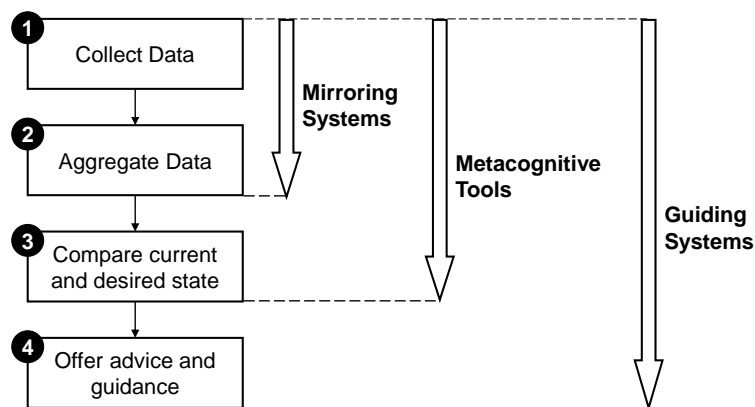 1
Collect Data
Mirroring
Systems
2
Aggregate Data
Metacognitive
Tools
3
Compare current
and desired state
Guiding
Systems
4
Offer advice and
guidance